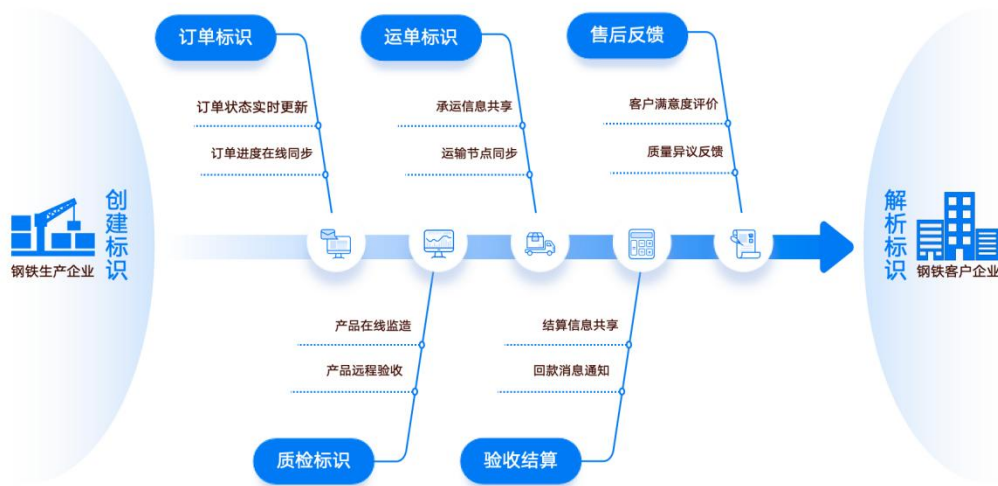 订单标识
运单标识
售后反馈
订单状态实时更新
承运信息共享
客户满意度评价
订单进度在线同步
运输节点同步
质量异议反馈
创建标识
钢铁生产企业
解析标识
钢铁客户企业
产品在线监造
结算信息共享
产品远程验收
回款消息通知
质检标识
验收结算